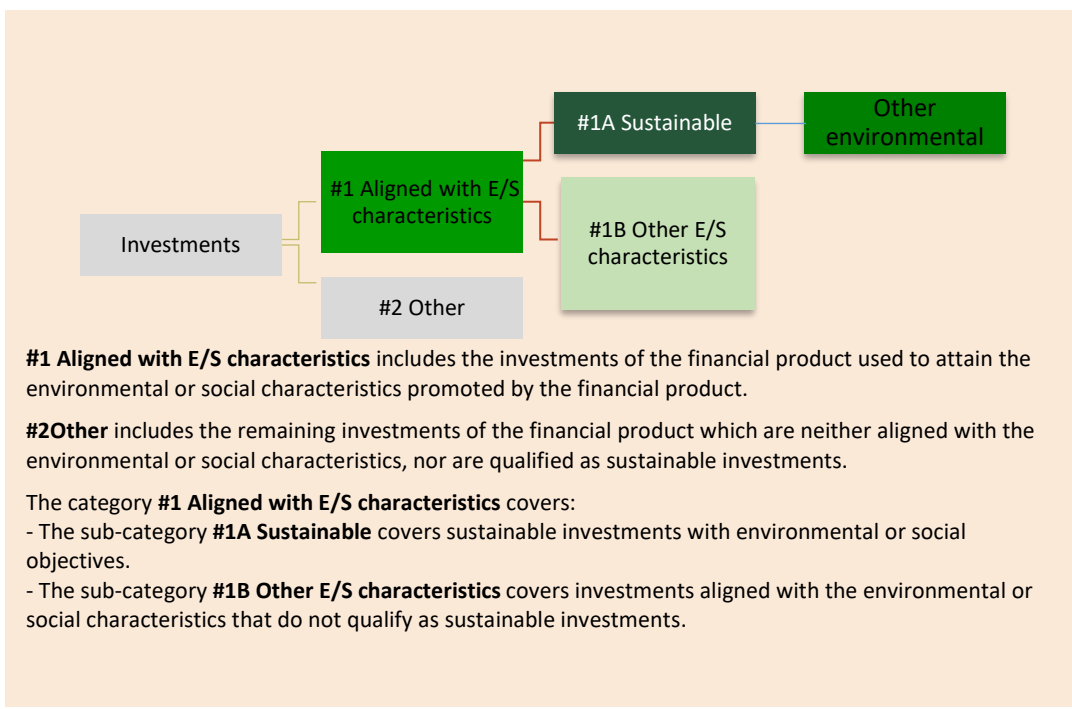 #1A Sustainable
Other
environmental
#1 Aligned with E/S
characteristics
#1B Other E/S
characteristics
Investments
#2 Other
#1 Aligned with E/S characteristics includes the investments of the financial product used to attain the
environmental or social characteristics promoted by the financial product.
#2Other includes the remaining investments of the financial product which are neither aligned with the
environmental or social characteristics, nor are qualified as sustainable investments.
The category #1 Aligned with E/S characteristics covers:
- The sub-category #1A Sustainable covers sustainable investments with environmental or social
objectives.
- The sub-category #1B Other E/S characteristics covers investments aligned with the environmental or
social characteristics that do not qualify as sustainable investments.